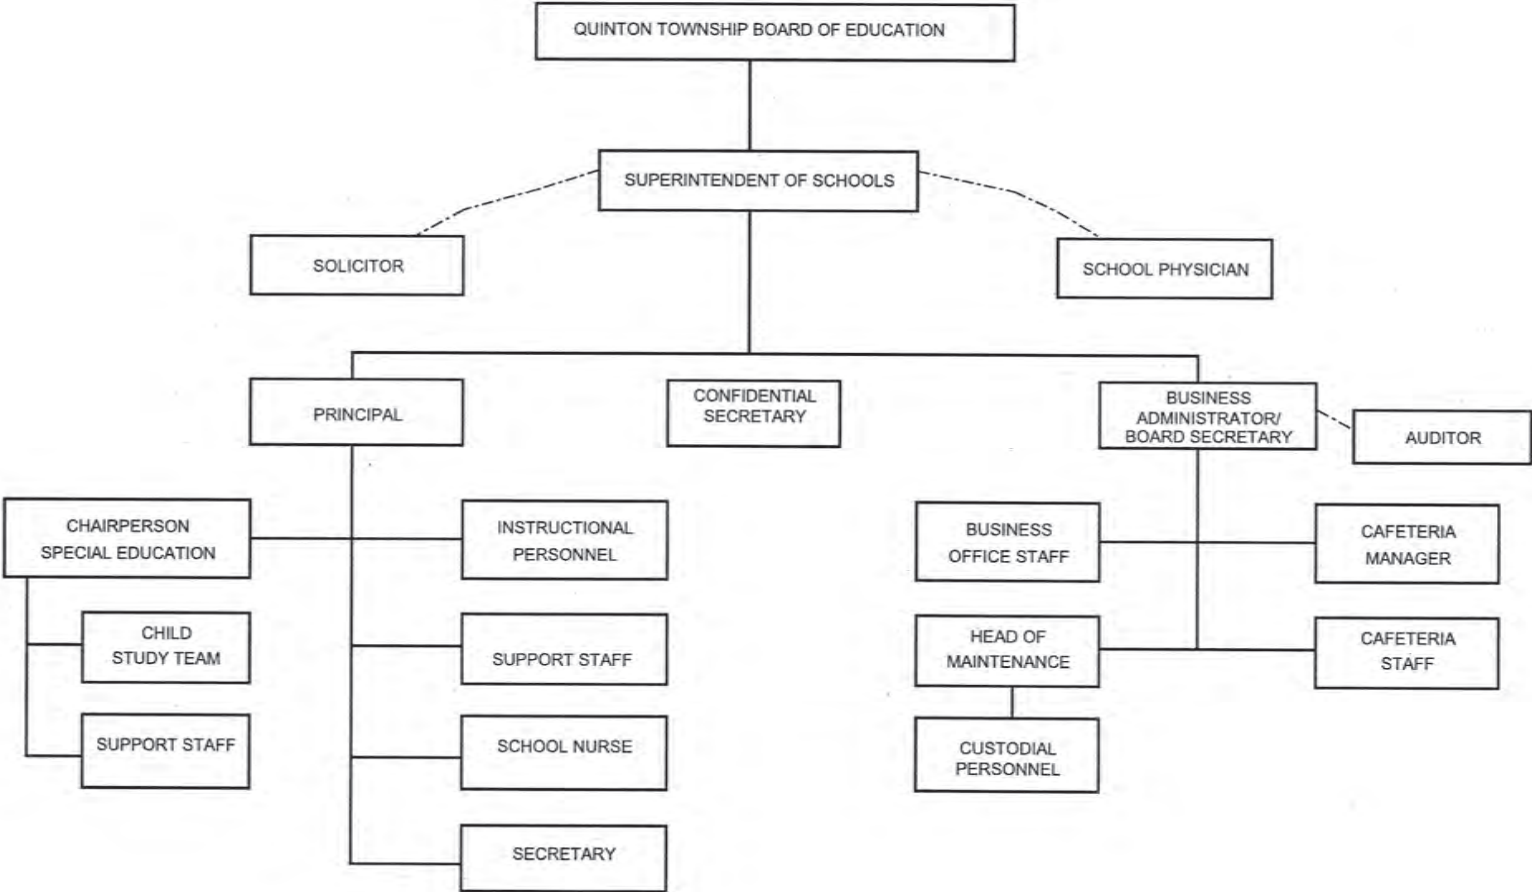 QUINTON TOWNSHIP BOARD OF EDUCATION
SUPERINTENDENT OF SCHOOLS
SOLICITOR
SCHOOL PHYSICIAN
PRINCIPAL
CONFIDENTIAL
SECRETARY
BUSINESS
ADMINISTRATOR/
BOARD SECRETARY
AUDITOR
CHAIRPERSON
SPECIAL EDUCATION
INSTRUCTIONAL
PERSONNEL
BUSINESS
OFFICE STAFF
CAFETERIA
MANAGER
CHILD
STUDY TEAM
SUPPORT STAFF
HEAD OF
MAINTENANCE
CAFETERIA
STAFF
SUPPORT STAFF
SCHOOL NURSE
CUSTODIAL
PERSONNEL
SECRETARY